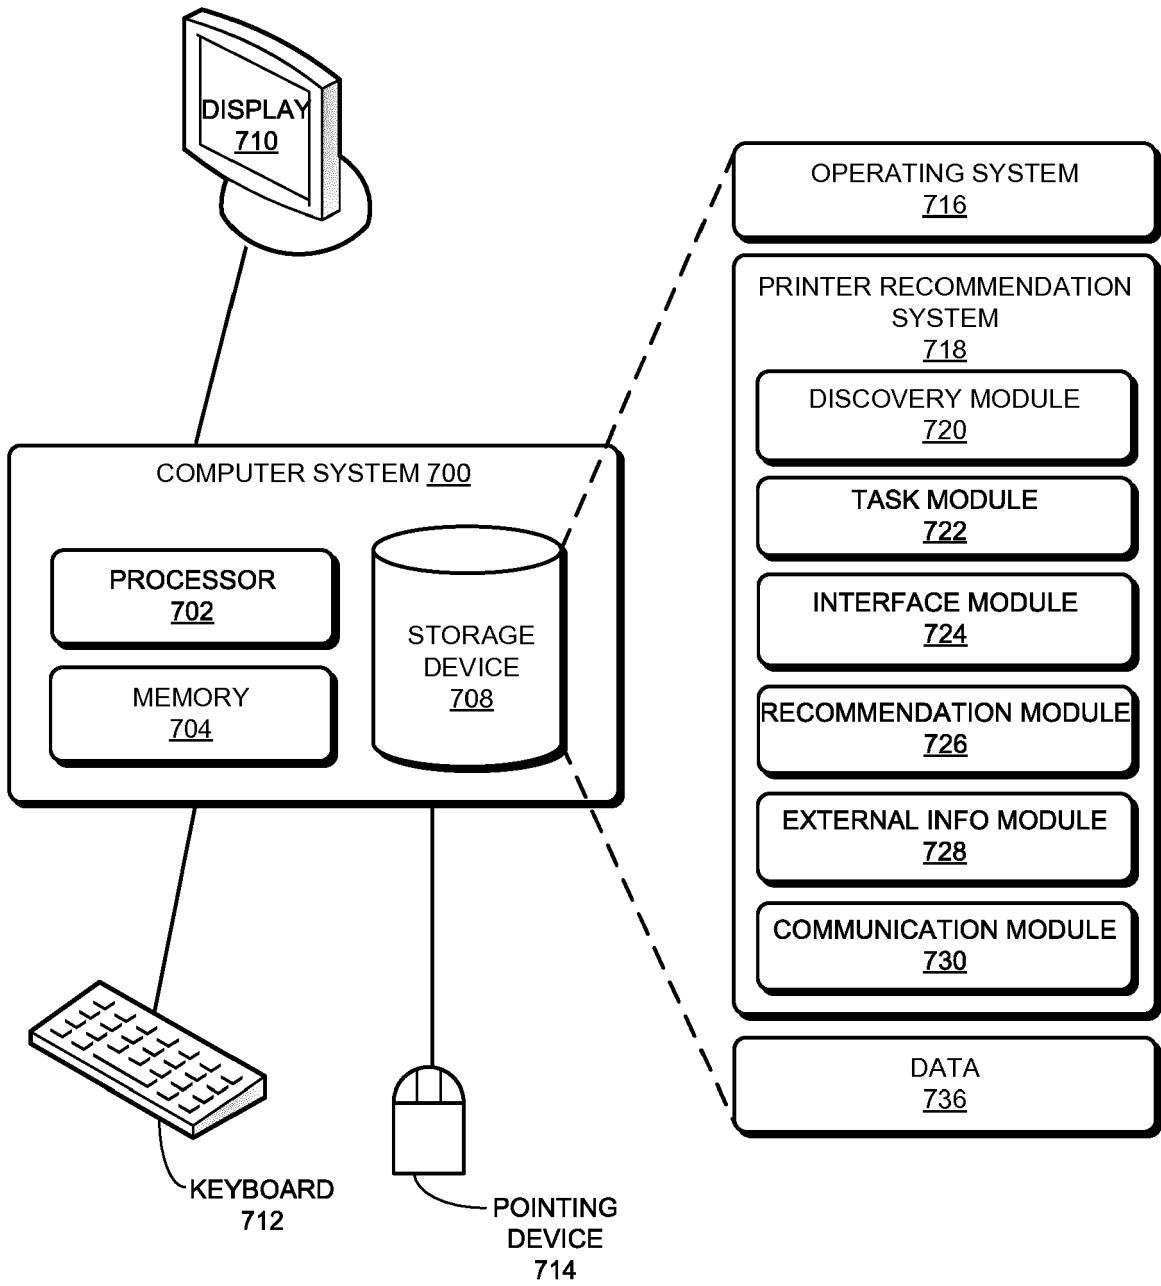 DISPLAY
710
OPERATING SYSTEM
716
PRINTER RECOMMENDATION
SYSTEM
718
DISCOVERY MODULE
720
TASK MODULE
722
INTERFACE MODULE
724
RECOMMENDATION MODULE
726
EXTERNAL INFO MODULE
728
COMMUNICATION MODULE
730
DATA
736
COMPUTER SYSTEM 700
PROCESSOR
702
MEMORY
704
STORAGE
DEVICE
708
KEYBOARD
712
POINTING
DEVICE
714